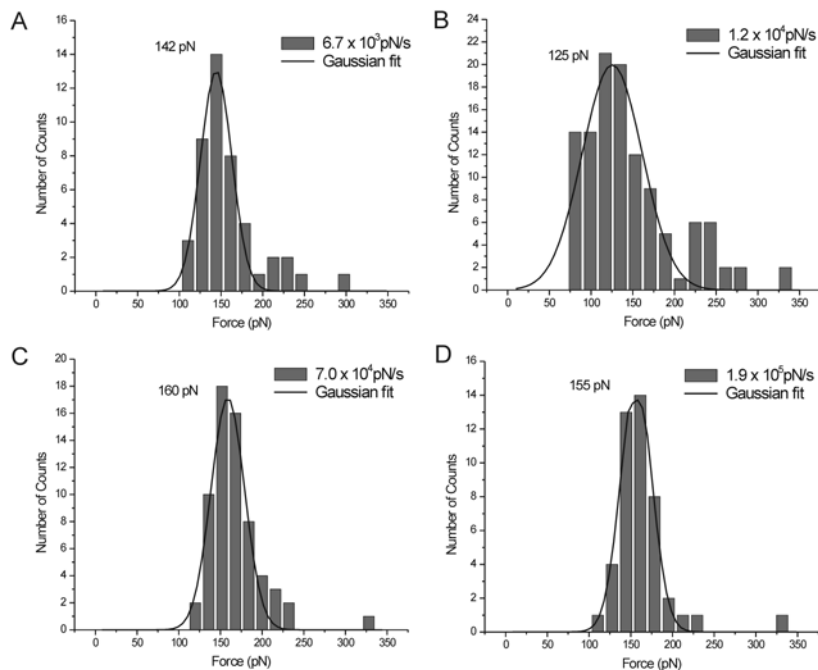 A
142 pN
6.7 x 10³pN/s
Gaussian fit
Number of Counts
16
14
12
10
8
6
4
2
0
0 50 100 150 200 250 300 350
Force (pN)
B
125 pN
1.2 x 10⁴pN/s
Gaussian fit
Number of Counts
24
22
20
18
16
14
12
10
8
6
4
2
0
0 50 100 150 200 250 300 350
Force (pN)
C
160 pN
7.0 x 10⁴pN/s
Gaussian fit
Number of Counts
20
18
16
14
12
10
8
6
4
2
0
0 50 100 150 200 250 300 350
Force (pN)
D
155 pN
1.9 x 10⁵pN/s
Gaussian fit
Number of Counts
16
14
12
10
8
6
4
2
0
0 50 100 150 200 250 300 350
Force (pN)